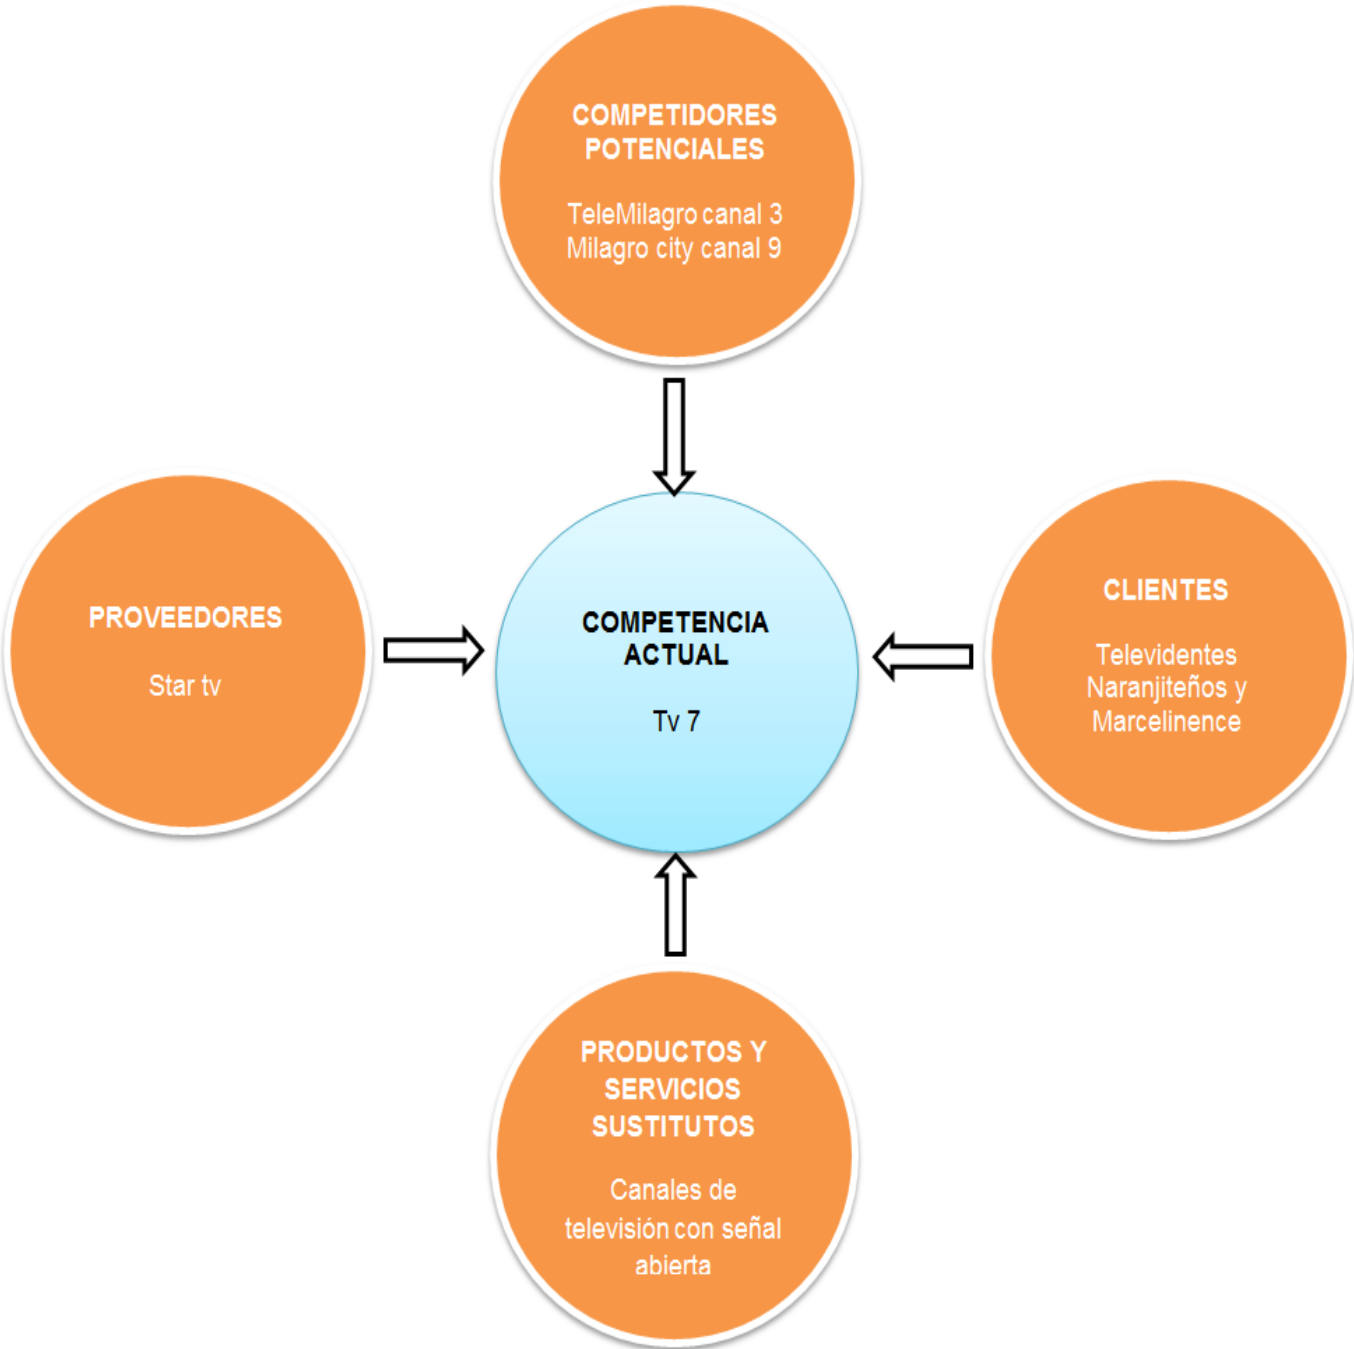 COMPETIDORES
POTENCIALES
TeleMilagro canal 3
Milagro city canal 9
PROVEEDORES
Star tv
COMPETENCIA
ACTUAL
Tv 7
CLIENTES
Televidentes
Naranjiteños y
Marcelinence
PRODUCTOS Y
SERVICIOS
SUSTITUTOS
Canales de
televisión con señal
abierta